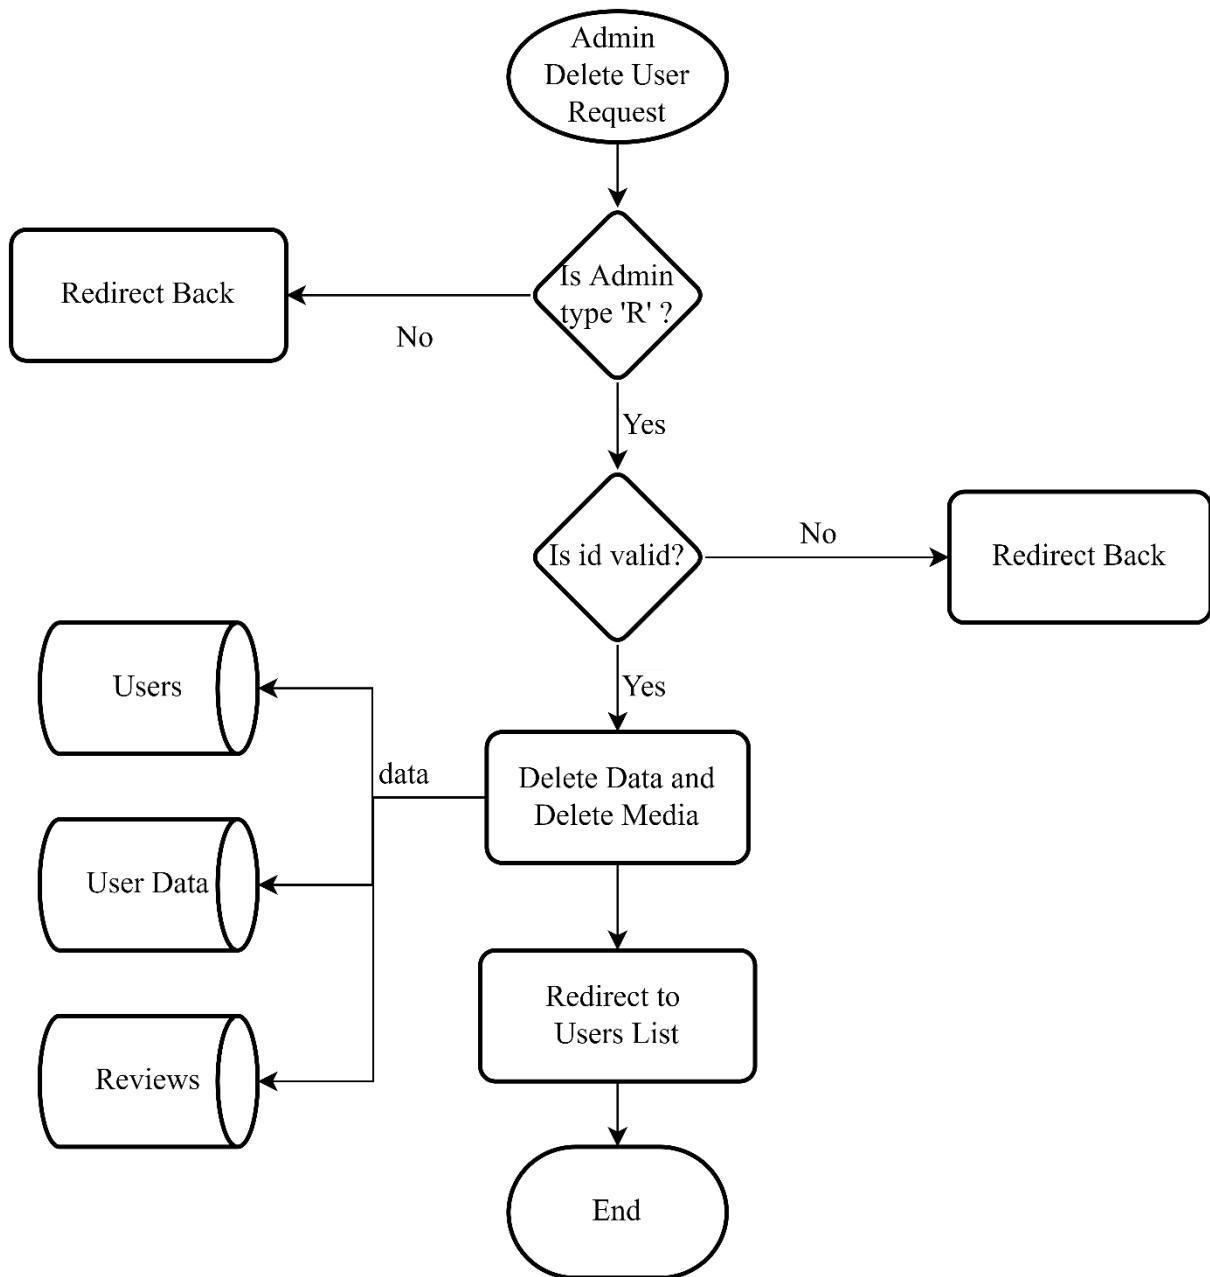 Admin
Delete User
Request
Is Admin
type 'R' ?
Redirect Back
No
Yes
Is id valid?
No
Redirect Back
Yes
Users
data
Delete Data and
Delete Media
User Data
Redirect to
Users List
Reviews
End